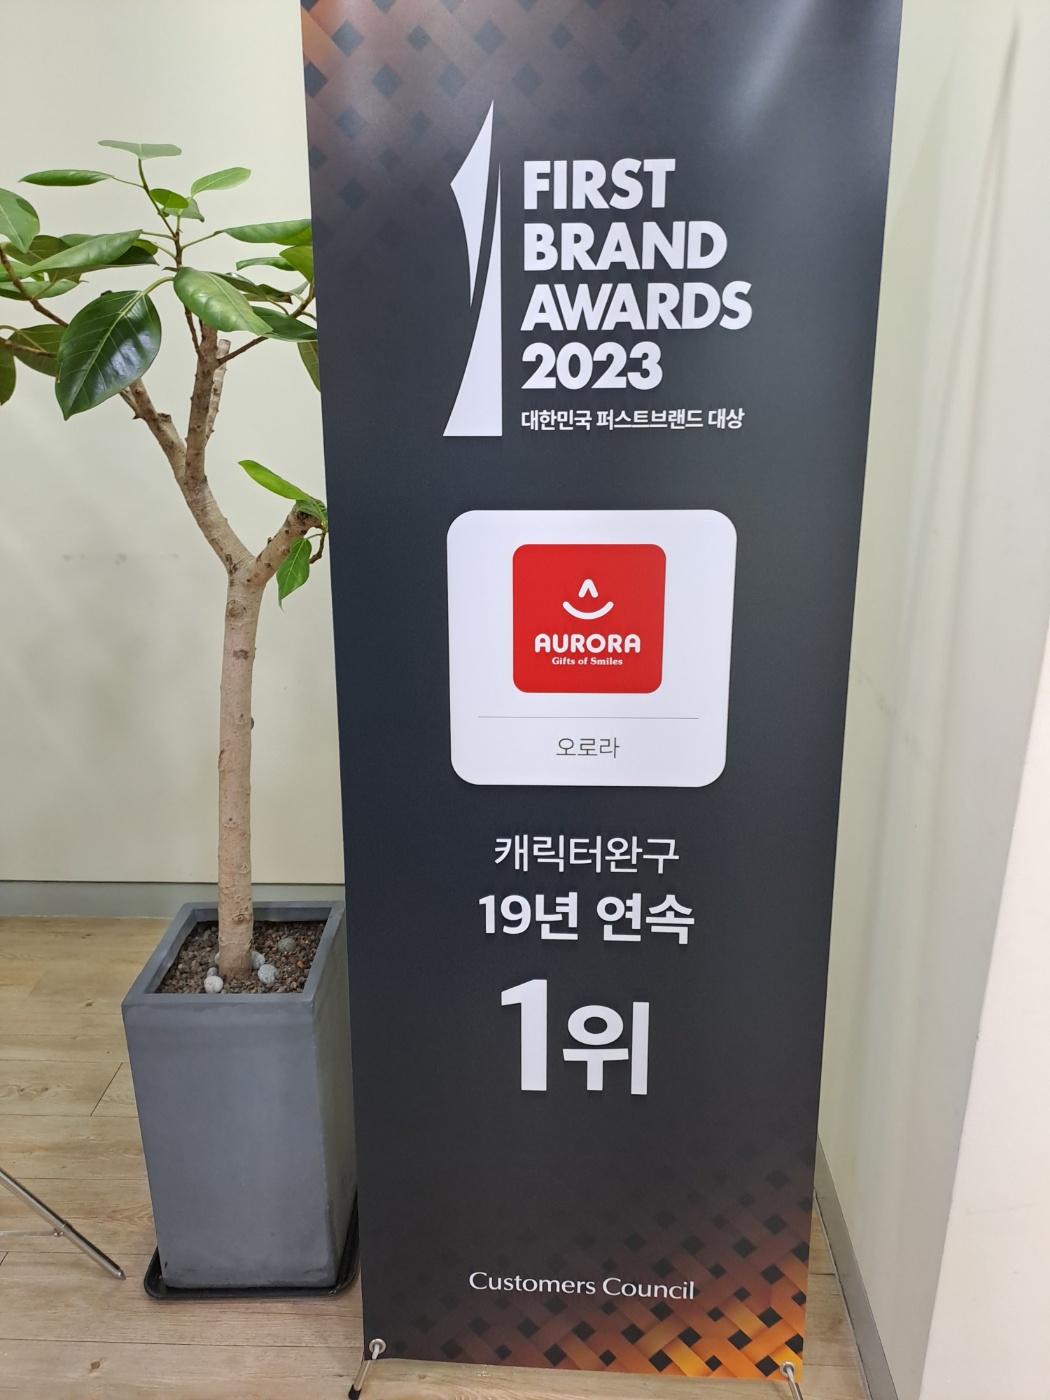 FIRST
BRAND
AWARDS
2023
대한민국 퍼스트브랜드 대상
AURORA
Gifts of Smiles
오로라
캐릭터완구
19년 연속
1위
Customers Council